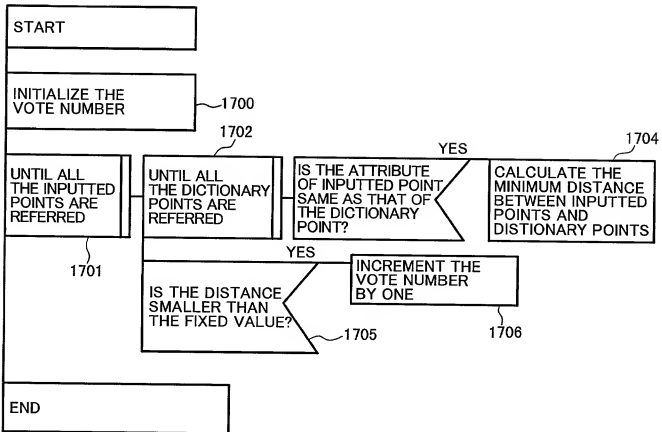 START
INITIALIZE THE
VOTE NUMBER
1700
1702
YES
1704
UNTIL ALL
THE INPUTTED
POINTS ARE
REFERRED
UNTIL ALL
THE DICTIONARY
POINTS ARE
REFERRED
IS THE ATTRIBUTE
OF INPUTTED POINT
SAME AS THAT OF
THE DICTIONARY
POINT?
CALCULATE THE
MINIMUM DISTANCE
BETWEEN INPUTTED
POINTS AND
DISTIONARY POINTS
1701
YES
IS THE DISTANCE
SMALLER THAN
THE FIXED VALUE?
1705
INCREMENT THE
VOTE NUMBER
BY ONE
1706
END